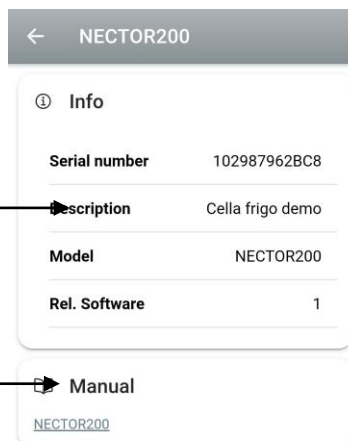 NECTOR200
Info
Serial number 102987962BC8
Description Cella frigo demo
Model NECTOR200
Rel. Software 1
Manual
NECTOR200